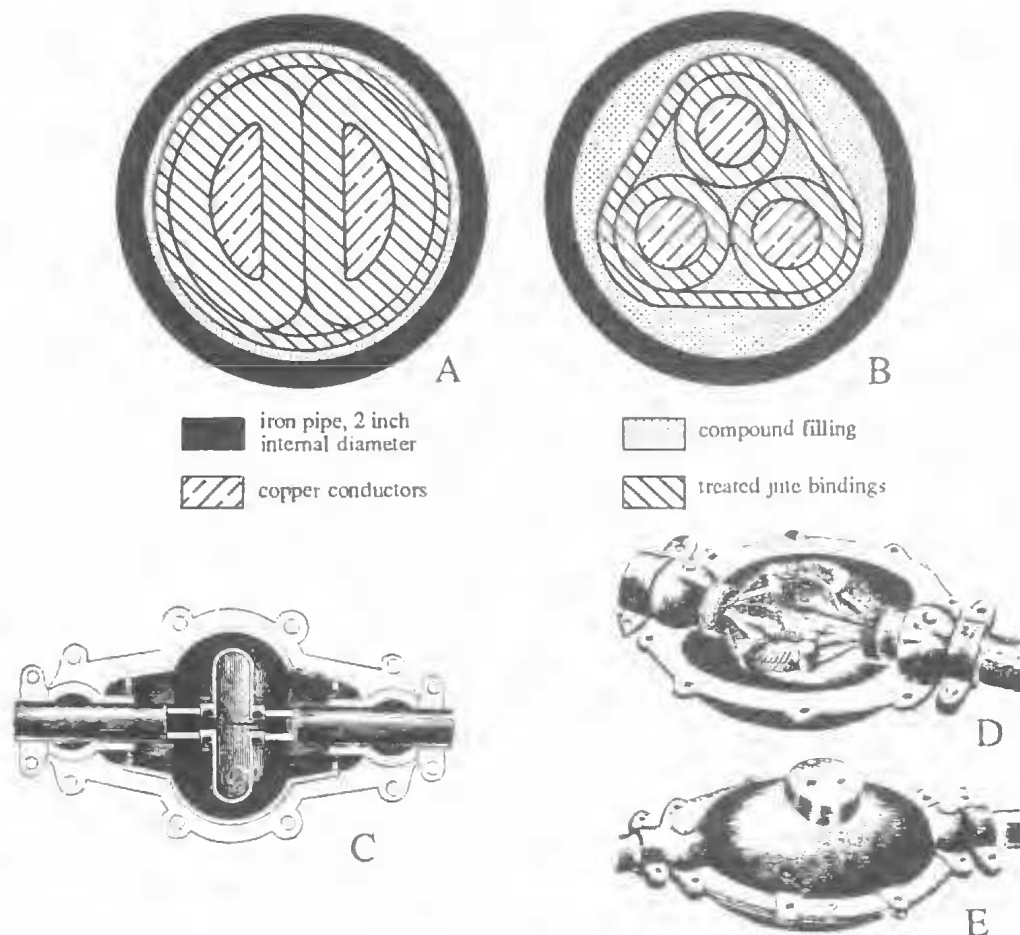 A
B
iron pipe, 2 inch
internal diameter
compound filling
copper conductors
treated jute bindings
C
D
E